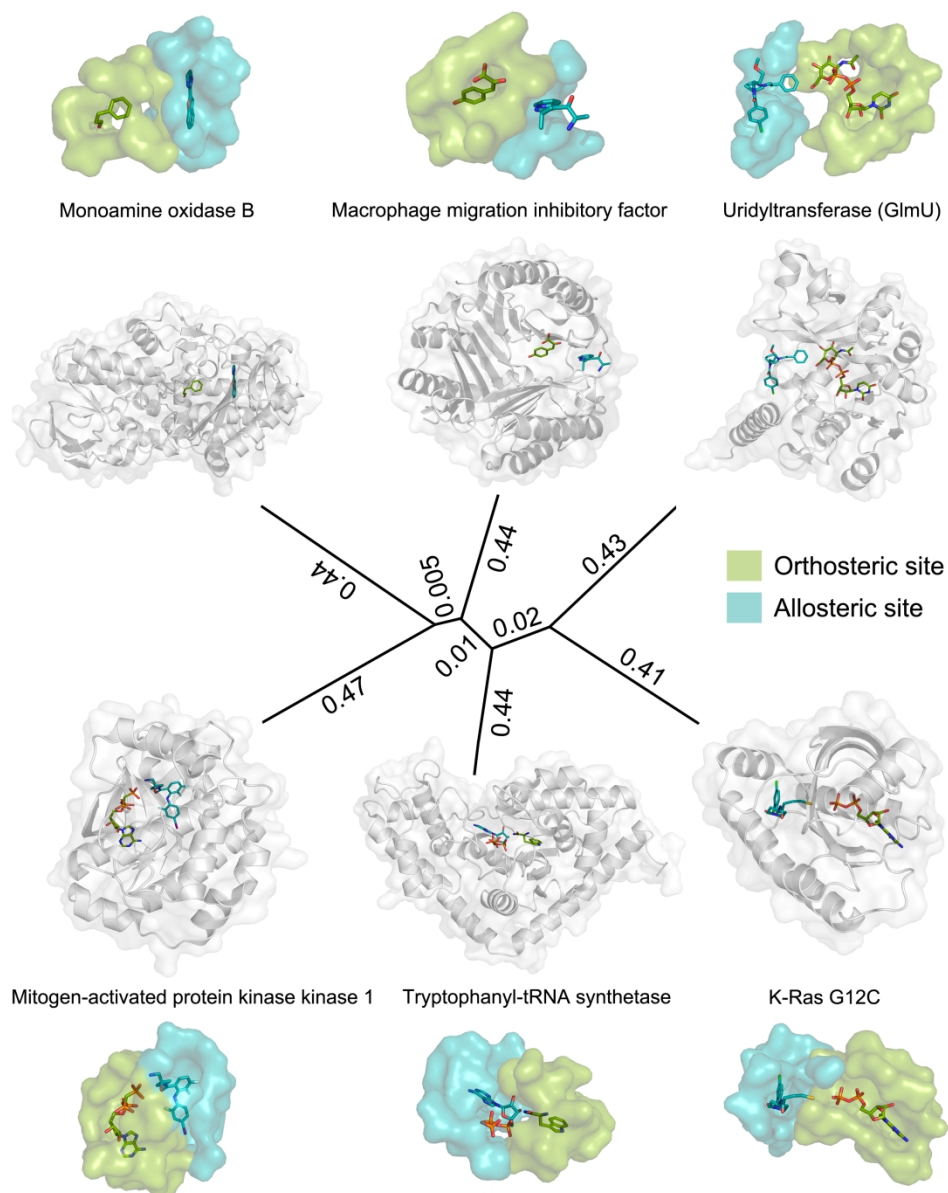 Monoamine oxidase B
Macrophage migration inhibitory factor
Uridyltransferase (GlmU)
0.44
0.005
0.44
0.43
Orthosteric site
Allosteric site
0.47
0.01
0.02
0.44
0.41
Mitogen-activated protein kinase kinase 1
Tryptophanyl-tRNA synthetase
K-Ras G12C